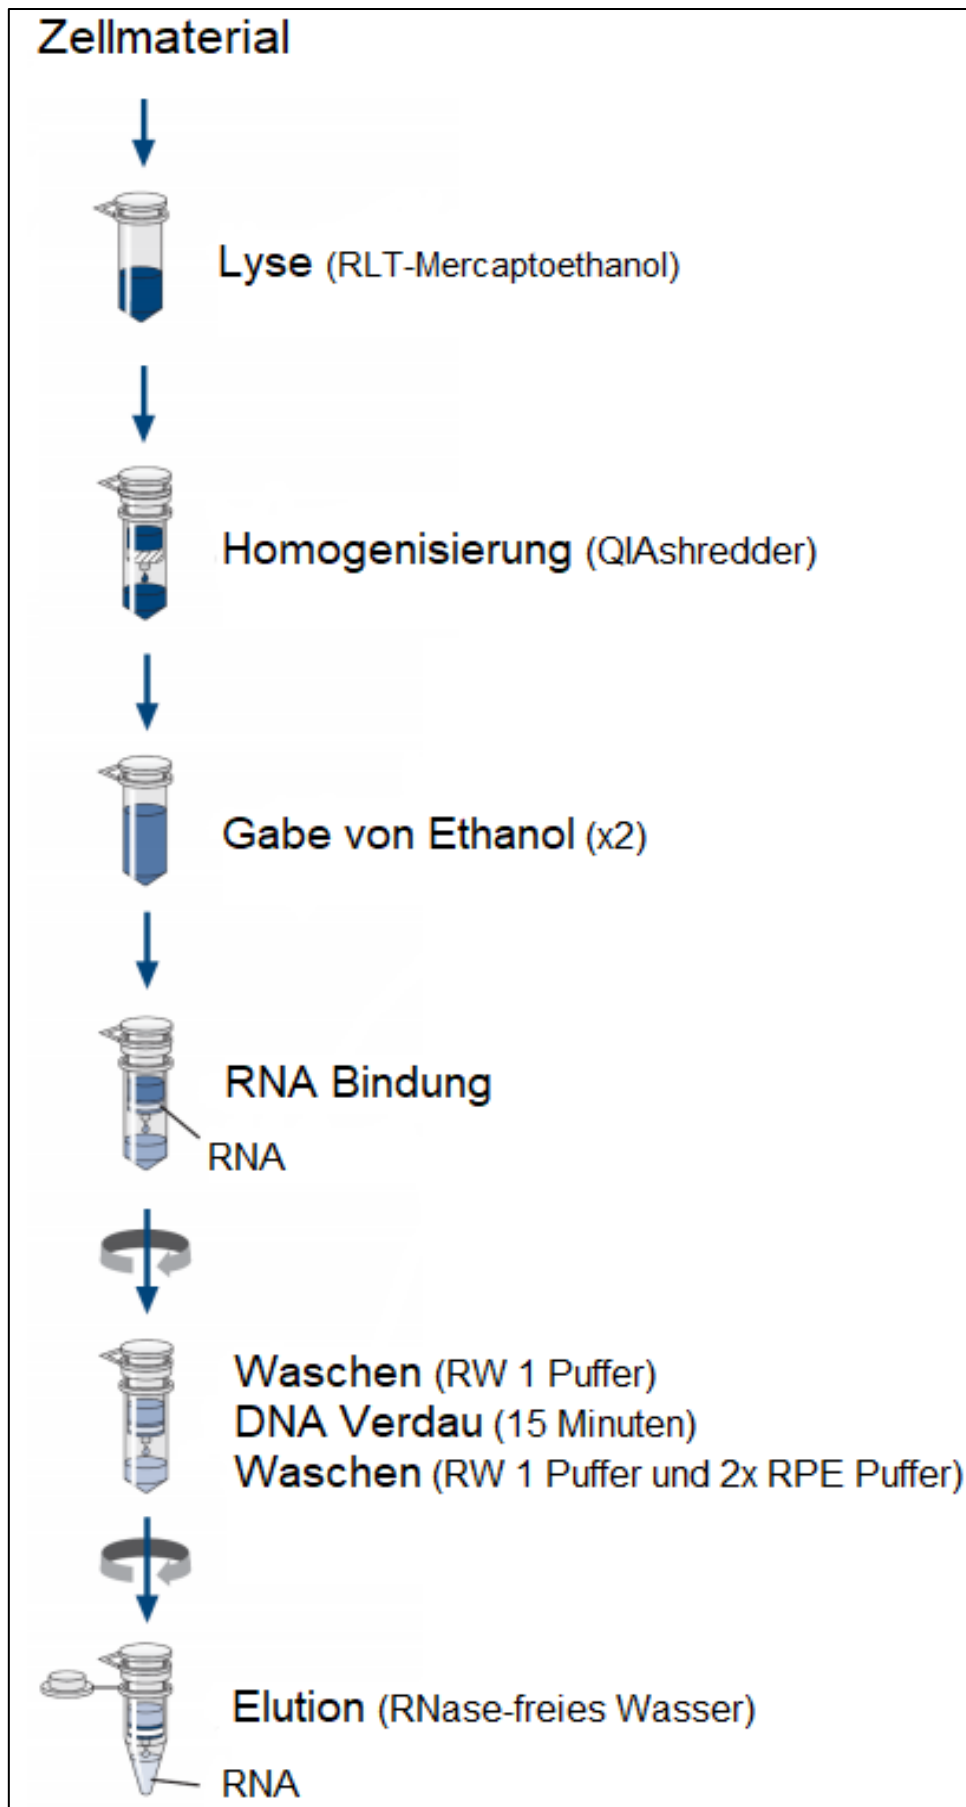 Zellmaterial
Lyse (RLT-Mercaptoethanol)
Homogenisierung (QIAshredder)
Gabe von Ethanol (x2)
RNA Bindung
RNA
Waschen (RW 1 Puffer)
DNA Verdau (15 Minuten)
Waschen (RW 1 Puffer und 2x RPE Puffer)
Elution (RNase-freies Wasser)
RNA